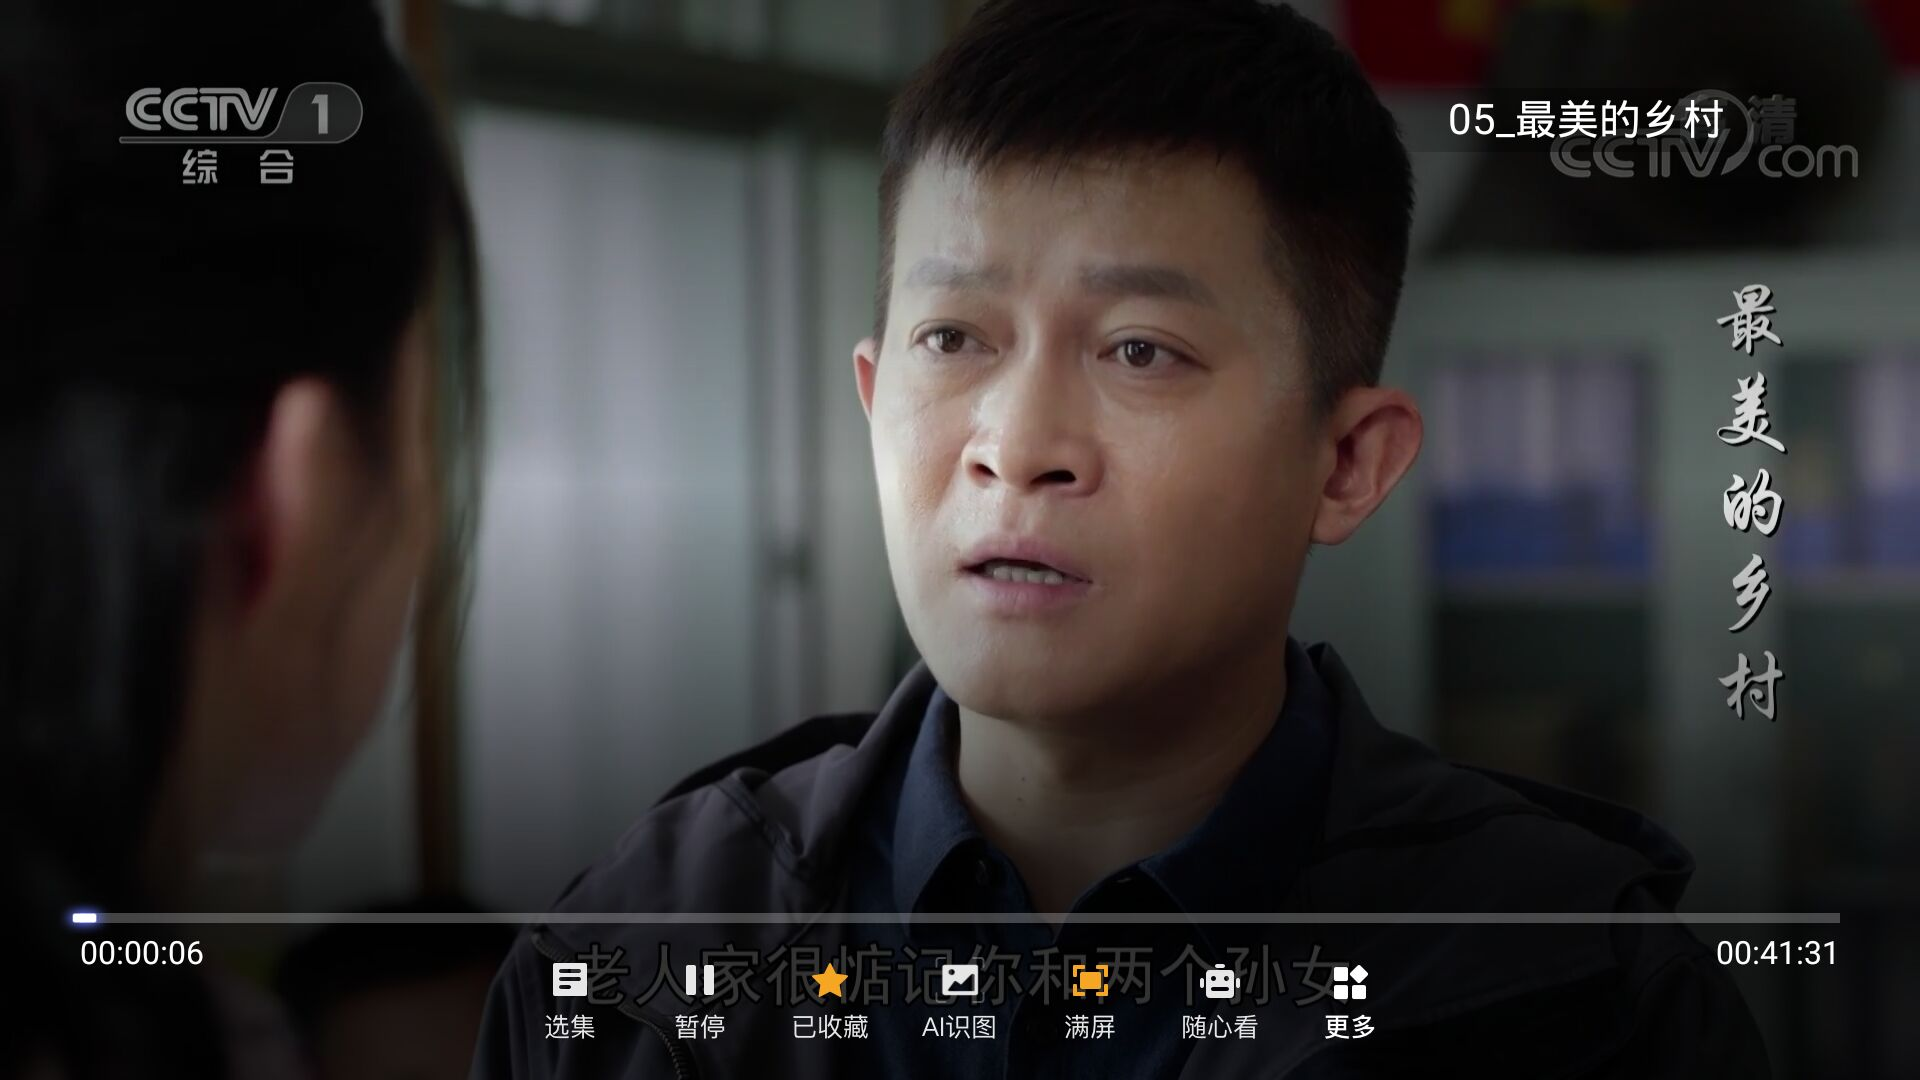 CCTV 1
综合
05_最美的乡村
清
CCTV com
最美的乡村
00:00:06
00:41:31
老人家很惦记你和两个孙女
选集
暂停
已收藏
AI识图
满屏
随心看
更多